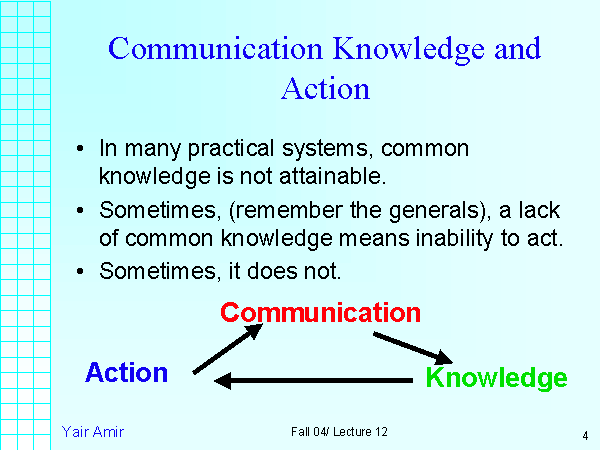 Communication Knowledge and
Action
• In many practical systems, common
knowledge is not attainable.
• Sometimes, (remember the generals), a lack
of common knowledge means inability to act.
• Sometimes, it does not.
Communication
Action
Knowledge
Yair Amir
Fall 04/ Lecture 12
4